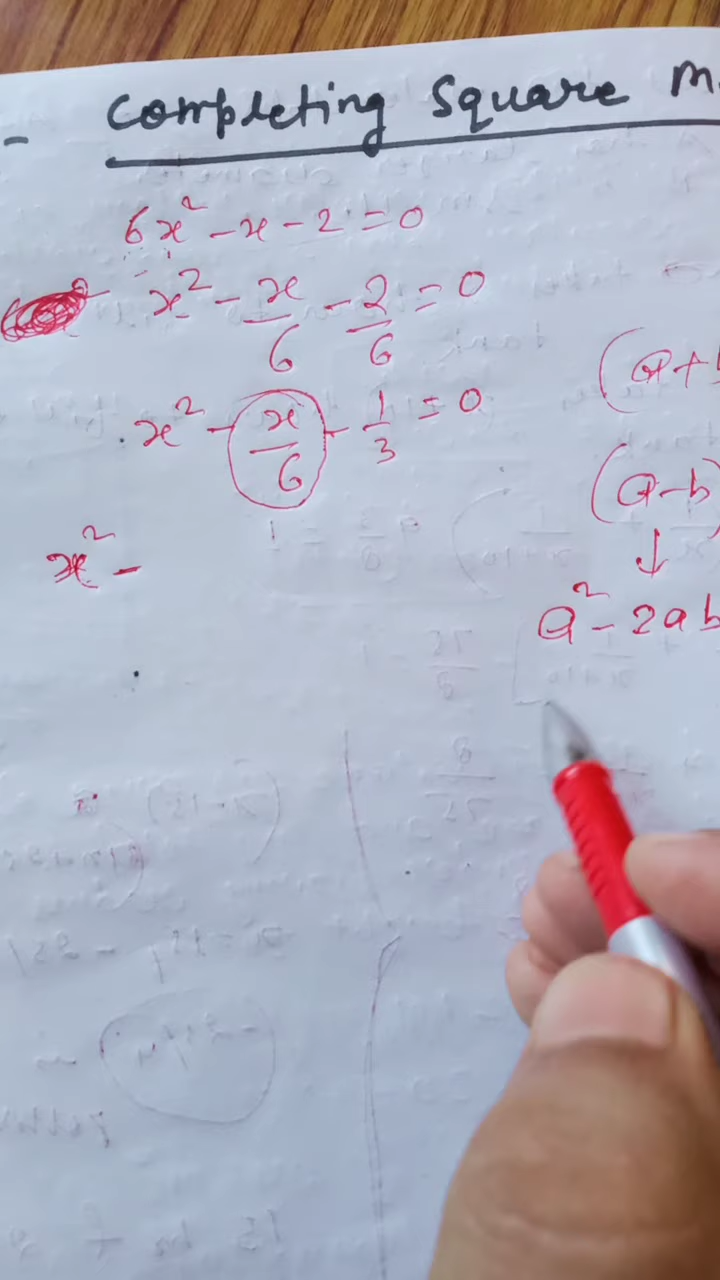 - Completing Square M
6x² - x - 2 = 0
x² - x/6 - 2/6 = 0
x² - x/6 - 1/3 = 0
(a+b
(a-b)
↓
x² -
a² - 2ab